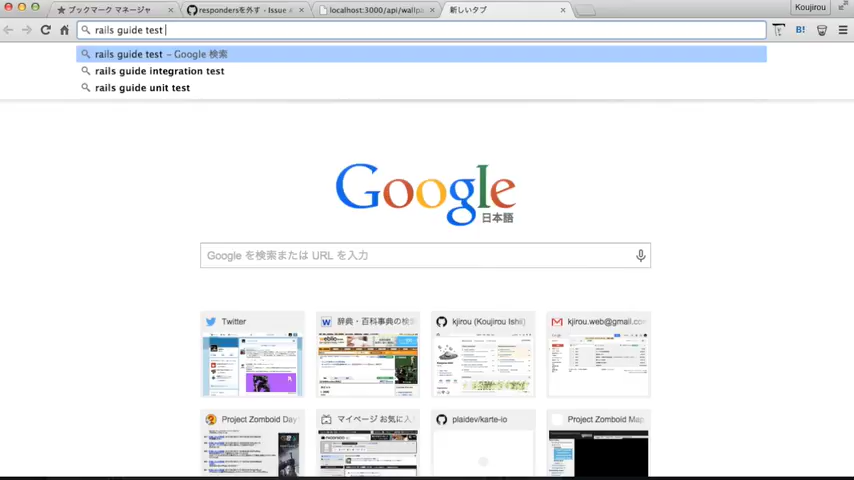 ブックマーク マネージャ
respondersを外す · Issue #
localhost:3000/api/wallpa
新しいタブ
Koujirou
rails guide test
B!
rails guide test – Google 検索
rails guide integration test
rails guide unit test
Google
日本語
Google を検索または URL を入力
Twitter
辞典・百科事典の検索
kjirou (Koujirou Ishii)
kjirou.web@gmail.com
Project Zomboid Day
マイページ お気に入
plaidev/karte-io
Project Zomboid Map